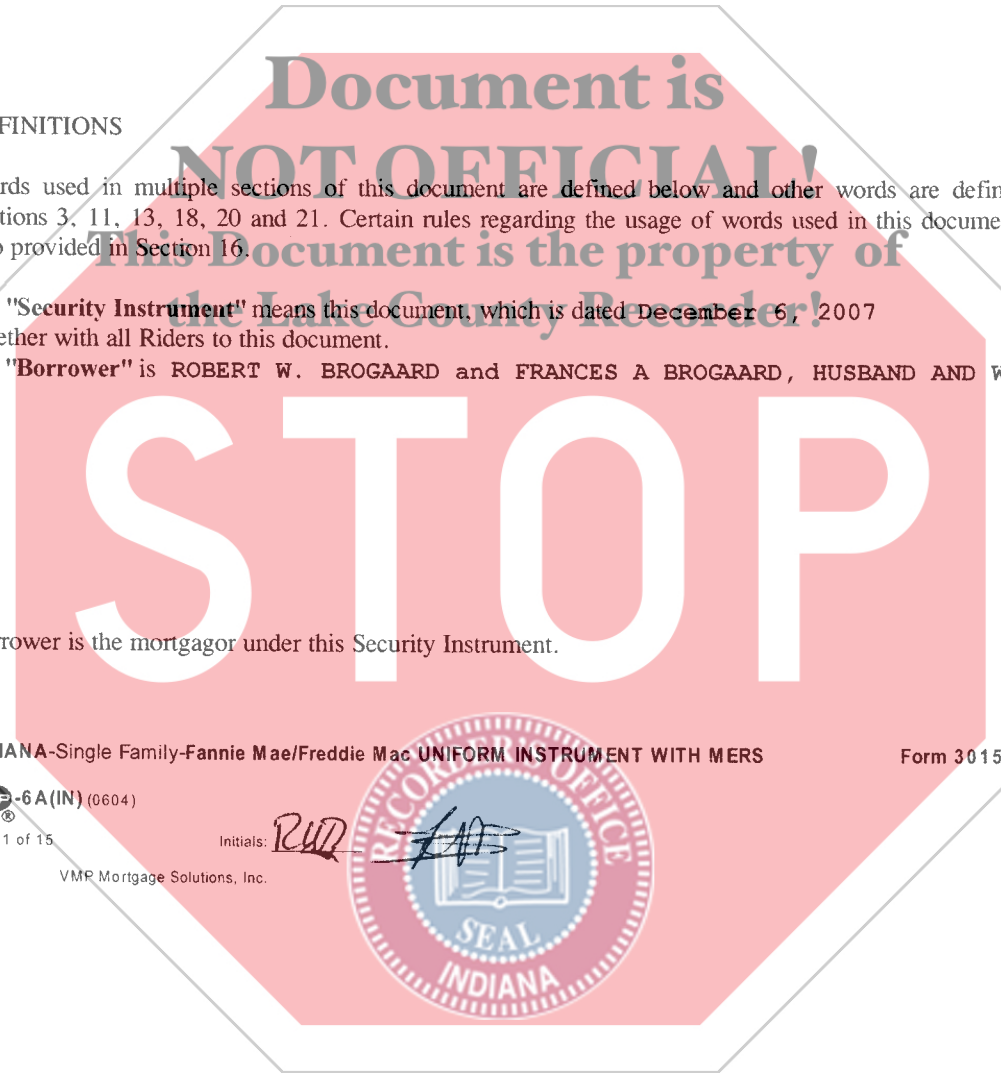 Document is
FINITIONS
NOT OFFICIAL!
rds used in multiple sections of this document are defined below and other words are defin
tions 3, 11, 13, 18, 20 and 21. Certain rules regarding the usage of words used in this docume
o provided in Section 16.
This Document is the property of
the Lake County Recorder!
"Security Instrument" means this document, which is dated December 6, 2007
ether with all Riders to this document.
"Borrower" is ROBERT W. BROGAARD and FRANCES A BROGAARD, HUSBAND AND W
STOP
rower is the mortgagor under this Security Instrument.
IANA-Single Family-Fannie Mae/Freddie Mac UNIFORM INSTRUMENT WITH MERS Form 3015
-6A(IN) (0604)
®
1 of 15 Initials:
VMP Mortgage Solutions, Inc.
RECORDER'S OFFICE
SEAL
INDIANA